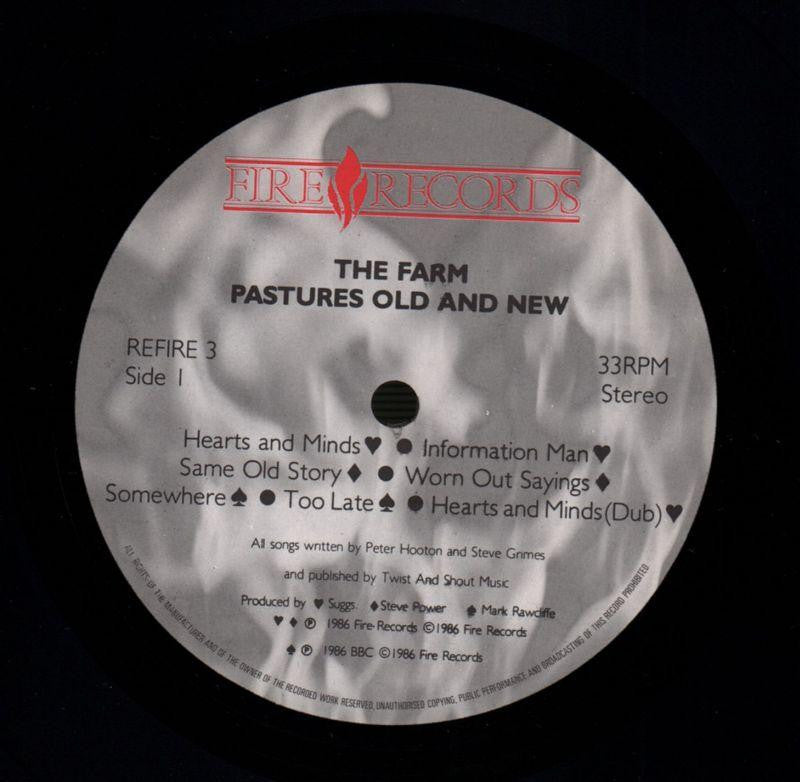 FIRE RECORDS
THE FARM
PASTURES OLD AND NEW
REFIRE 3
Side 1
33RPM
Stereo
Hearts and Minds♥ ● Information Man♥
Same Old Story♦ ● Worn Out Sayings♦
Somewhere♠ ● Too Late♠ ● Hearts and Minds(Dub)♥
All songs written by Peter Hooton and Steve Grimes
and published by Twist And Shout Music
Produced by ♥ Suggs. ♦Steve Power ♠ Mark Rawcliffe
♥ ♦ ℗ 1986 Fire Records ©1986 Fire Records
♠ ℗ 1986 BBC ©1986 Fire Records
ALL RIGHTS OF THE MANUFACTURER AND OF THE OWNER OF THE RECORDED WORK RESERVED, UNAUTHORISED COPYING, PUBLIC PERFORMANCE AND BROADCASTING OF THIS RECORD PROHIBITED.